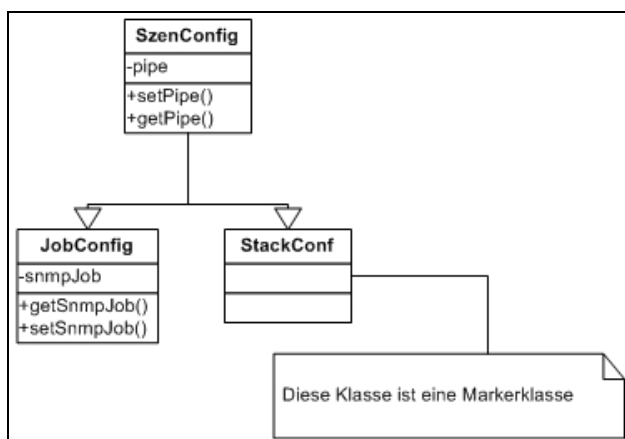 SzenConfig
-pipe
+setPipe()
+getPipe()
JobConfig
-snmpJob
+getSnmpJob()
+setSnmpJob()
StackConf
Diese Klasse ist eine Markerklasse